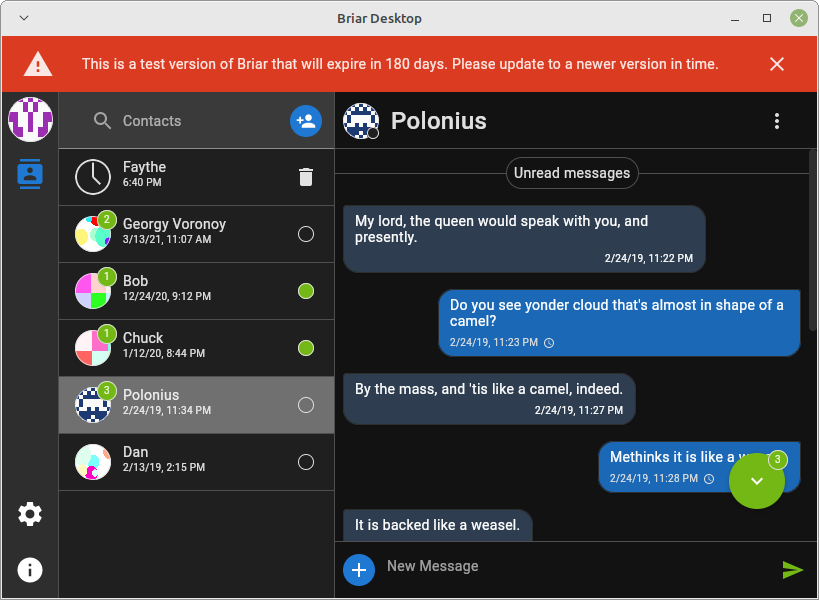 Briar Desktop
This is a test version of Briar that will expire in 180 days. Please update to a newer version in time.
Contacts
Faythe
6:40 PM
2
Georgy Voronoy
3/13/21, 11:07 AM
1
Bob
12/24/20, 9:12 PM
1
Chuck
1/12/20, 8:44 PM
3
Polonius
2/24/19, 11:34 PM
Dan
2/13/19, 2:15 PM
Polonius
Unread messages
My lord, the queen would speak with you, and
presently.
2/24/19, 11:22 PM
Do you see yonder cloud that's almost in shape of a
camel?
2/24/19, 11:23 PM
By the mass, and 'tis like a camel, indeed.
2/24/19, 11:27 PM
Methinks it is like a
3
2/24/19, 11:28 PM
It is backed like a weasel.
New Message